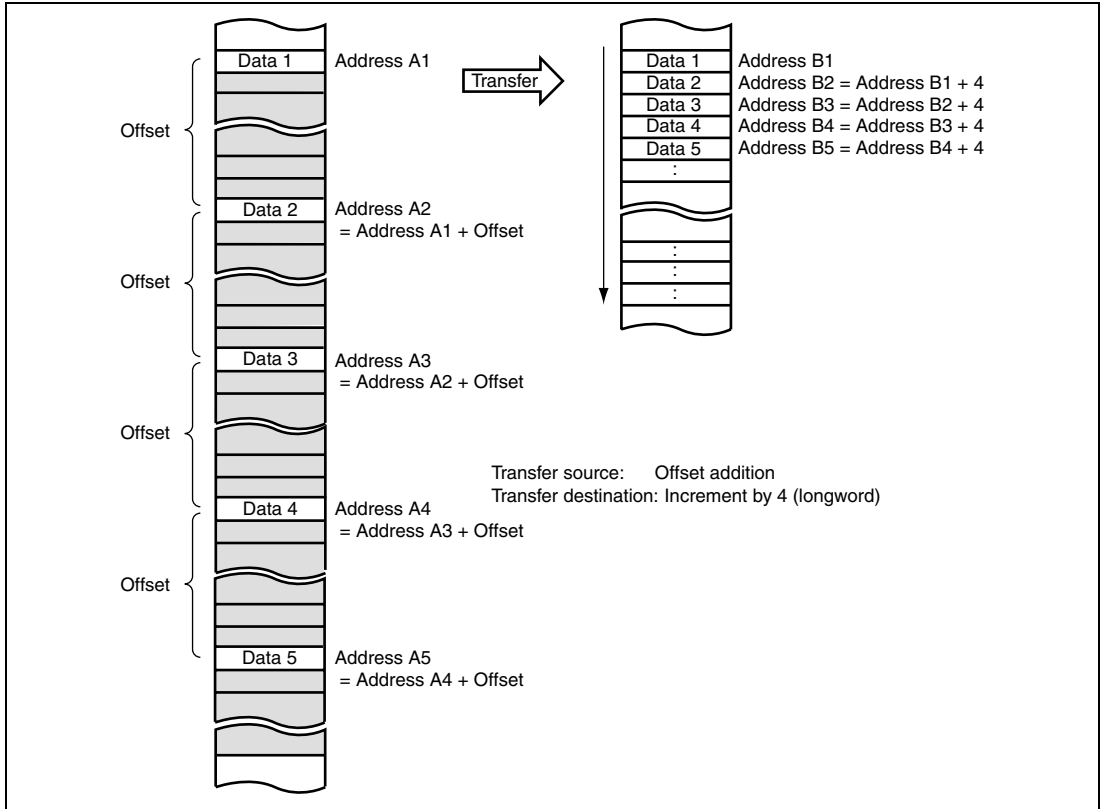 Data 1
Address A1
Offset
Data 2
Address A2
= Address A1 + Offset
Offset
Data 3
Address A3
= Address A2 + Offset
Offset
Data 4
Address A4
= Address A3 + Offset
Offset
Data 5
Address A5
= Address A4 + Offset
Transfer
Data 1 Address B1
Data 2 Address B2 = Address B1 + 4
Data 3 Address B3 = Address B2 + 4
Data 4 Address B4 = Address B3 + 4
Data 5 Address B5 = Address B4 + 4
:
:
:
:
Transfer source: Offset addition
Transfer destination: Increment by 4 (longword)